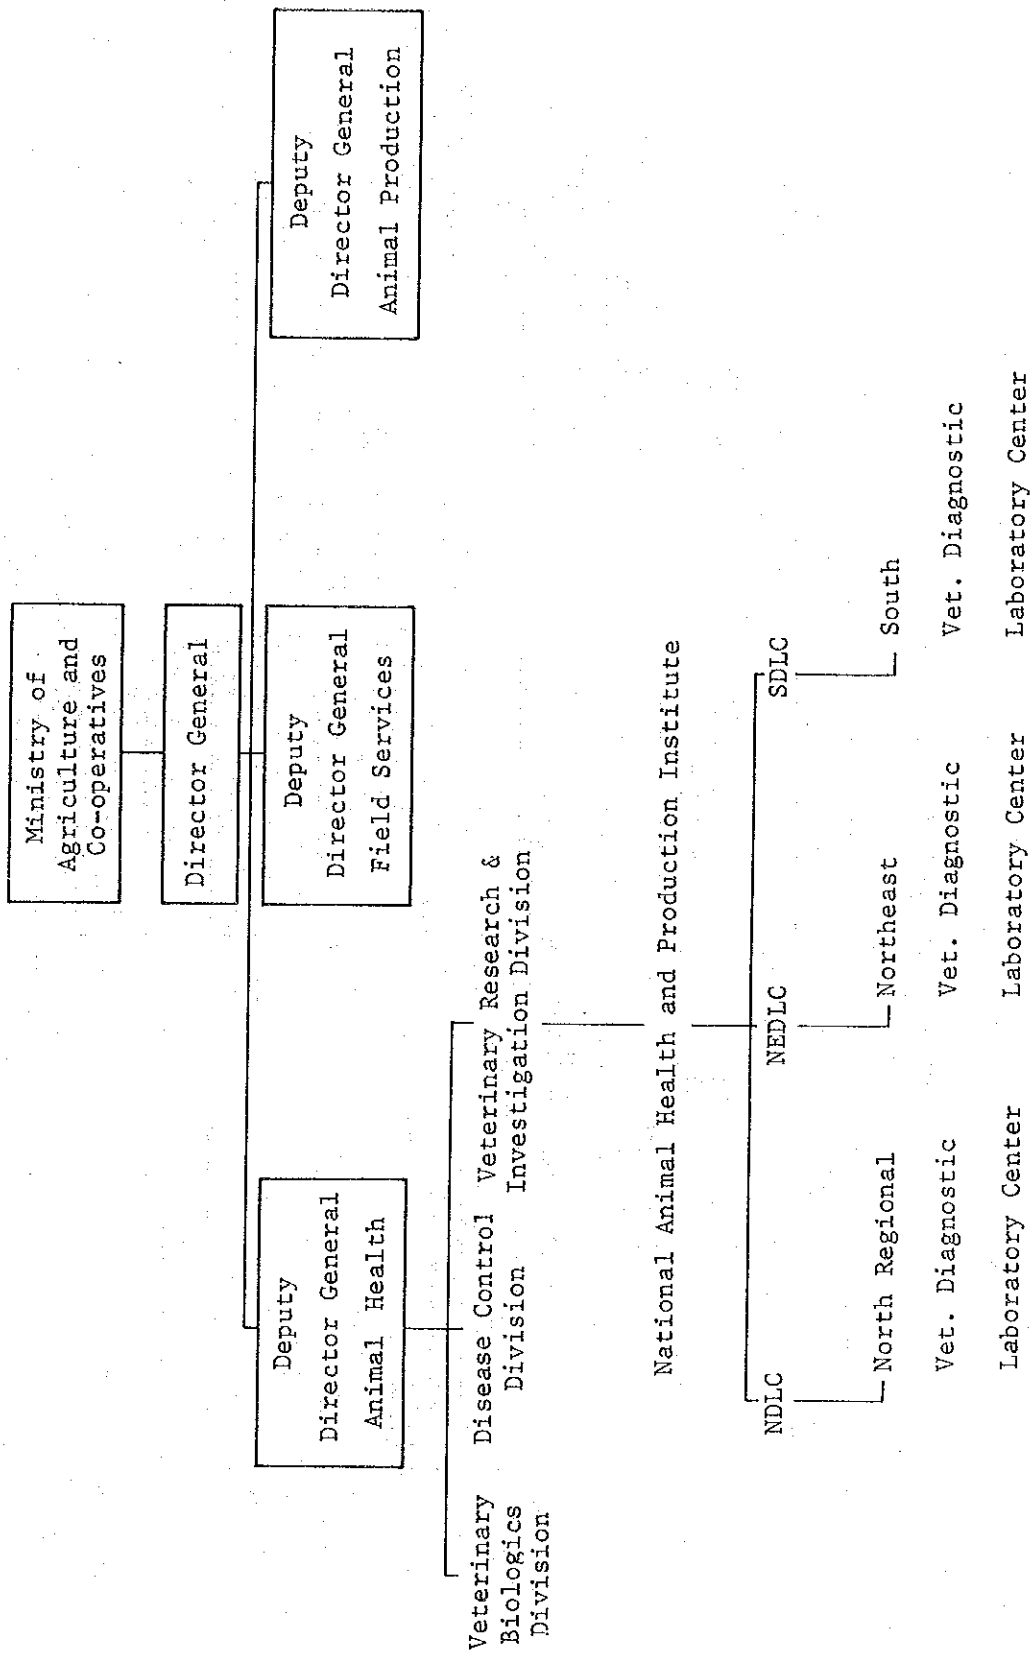 Ministry of
Agriculture and
Co-operatives
Director General
Deputy
Director General
Animal Health
Deputy
Director General
Field Services
Deputy
Director General
Animal Production
Veterinary
Biologics
Division
Disease Control
Division
Veterinary Research &
Investigation Division
National Animal Health and Production Institute
NDLC
North Regional
Vet. Diagnostic
Laboratory Center
NEDLC
Northeast
Vet. Diagnostic
Laboratory Center
SDLC
South
Vet. Diagnostic
Laboratory Center